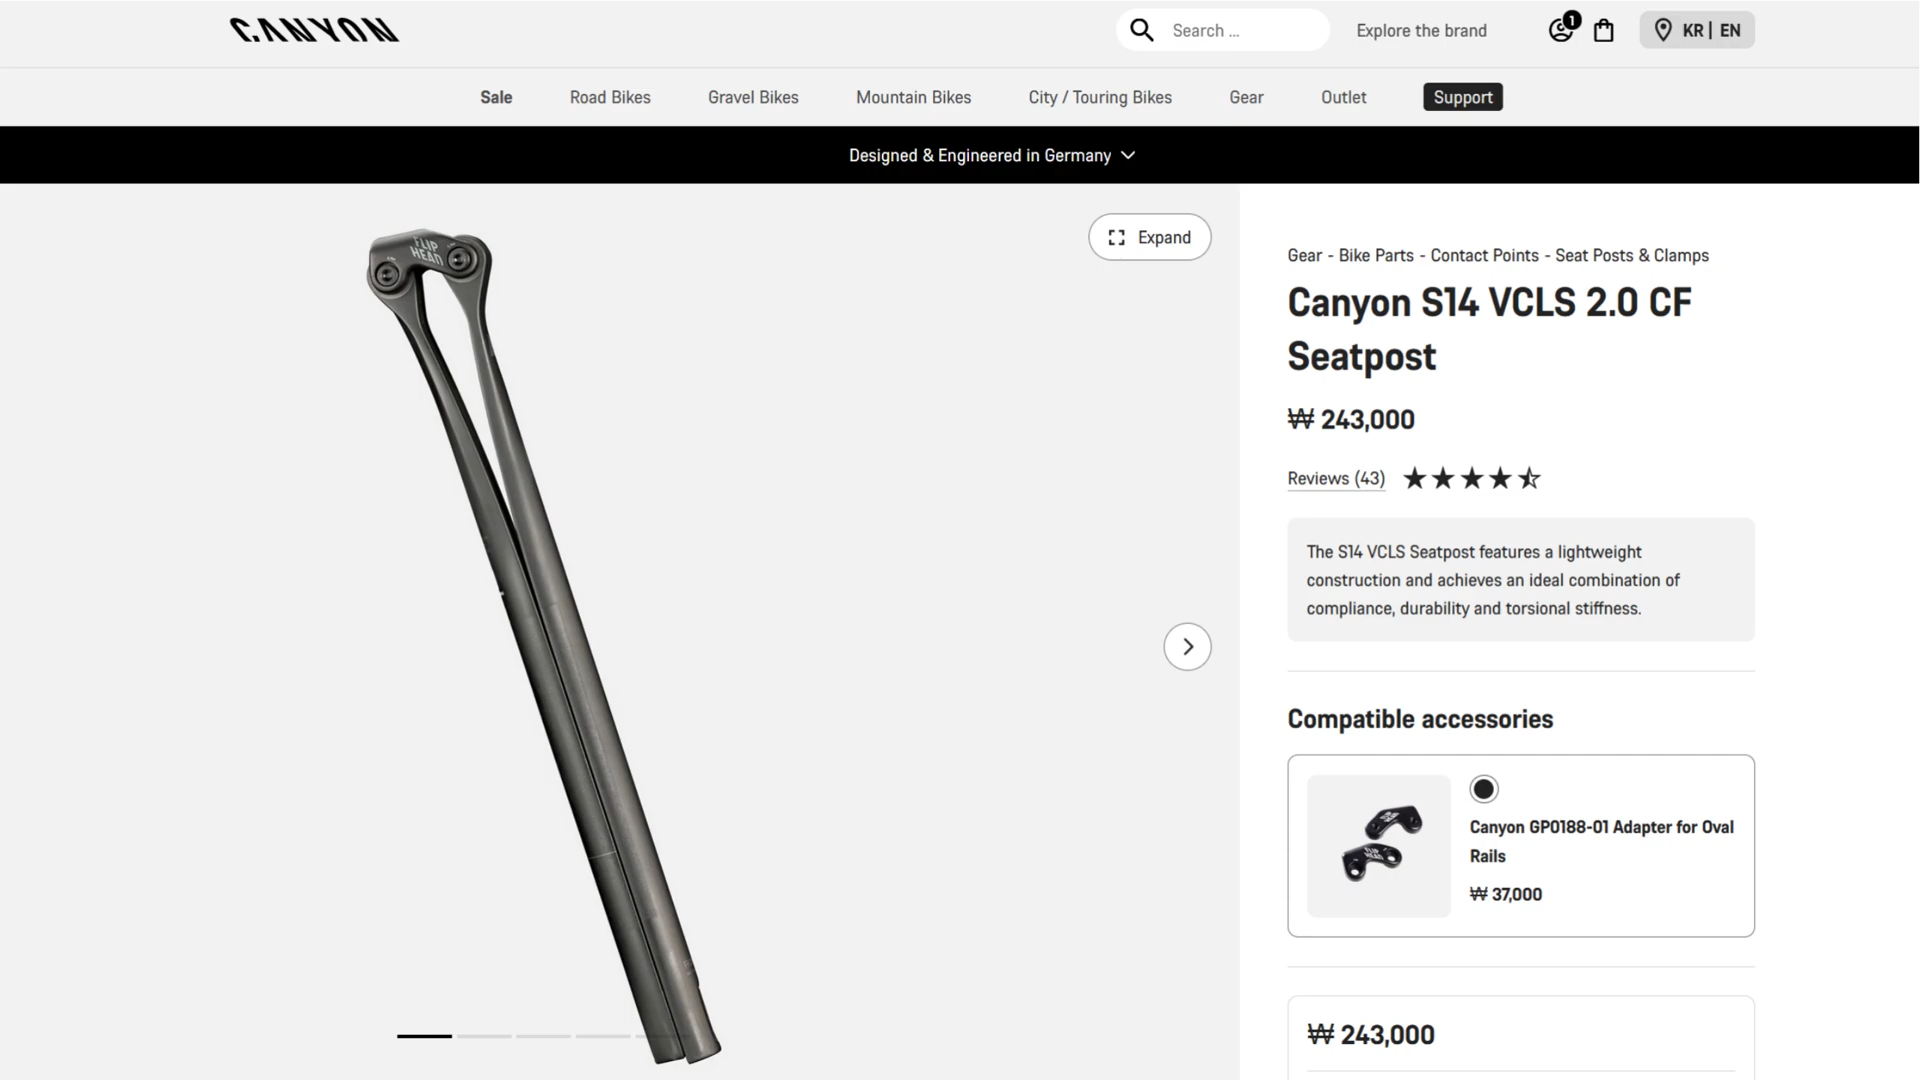 CANYON
Search ...
Explore the brand
1
KR | EN
Sale
Road Bikes
Gravel Bikes
Mountain Bikes
City / Touring Bikes
Gear
Outlet
Support
Designed & Engineered in Germany
FLIP
HEAD
Expand
Gear - Bike Parts - Contact Points - Seat Posts & Clamps
Canyon S14 VCLS 2.0 CF
Seatpost
₩ 243,000
Reviews (43)
The S14 VCLS Seatpost features a lightweight
construction and achieves an ideal combination of
compliance, durability and torsional stiffness.
Compatible accessories
FLIP
HEAD
Canyon GP0188-01 Adapter for Oval
Rails
₩ 37,000
₩ 243,000